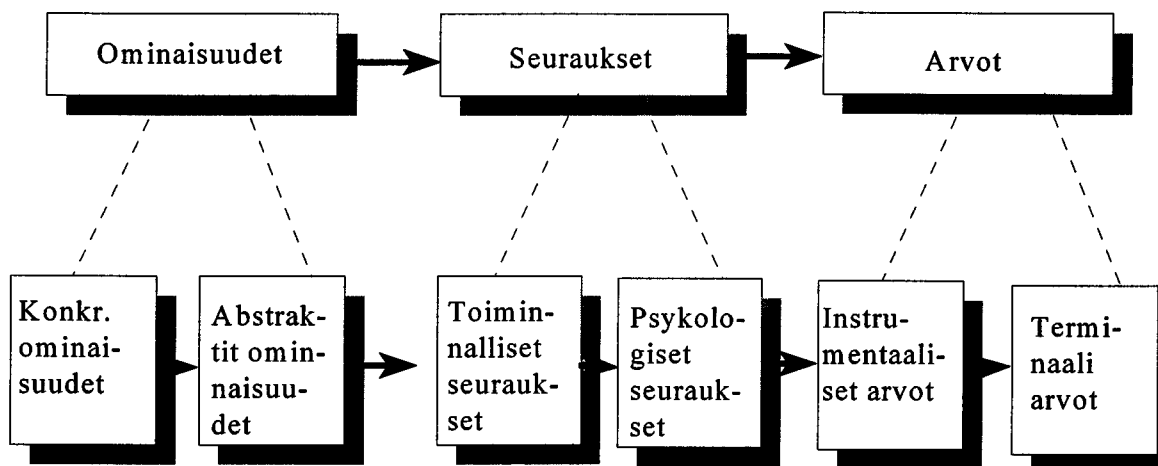 Ominaisuudet
Seuraukset
Arvot
Konkr.
ominai-
suudet
Abstrak-
tit omin-
naisuu-
det
Toimin-
nalliset
seurauk-
set
Psykolo-
giset
seurauk-
set
Instru-
mentaali-
set arvot
Termi-
naali
arvot